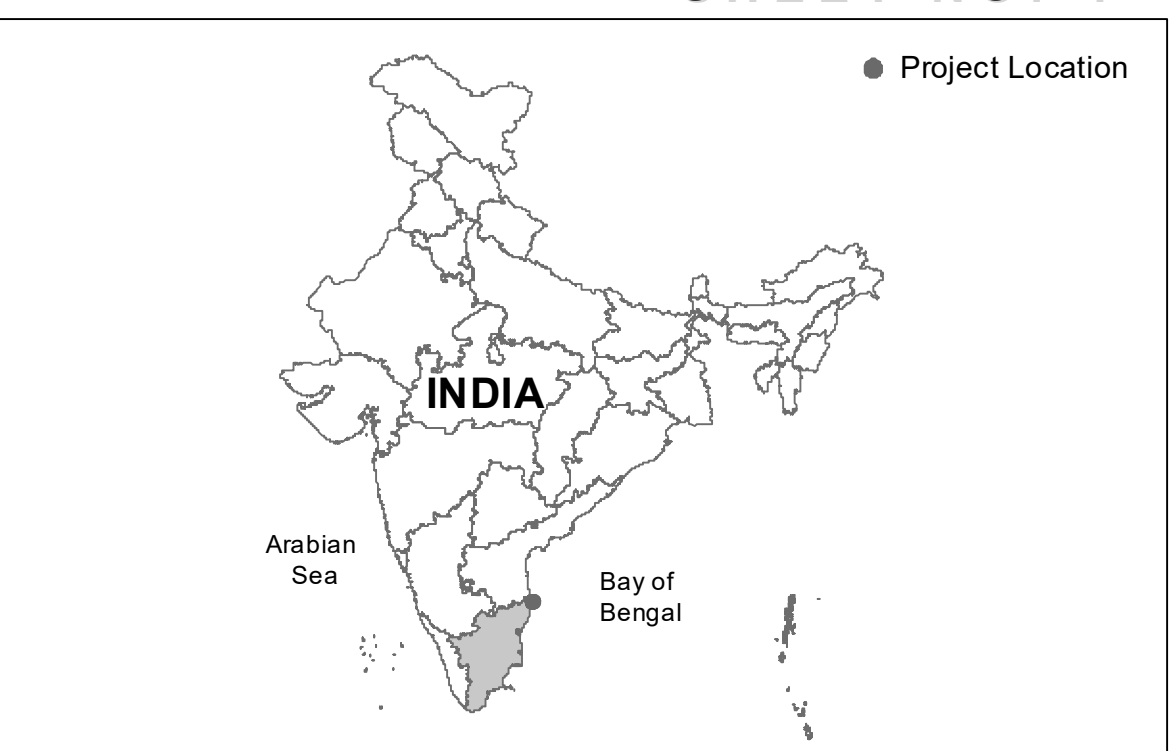 Project Location
INDIA
Arabian
Sea
Bay of
Bengal